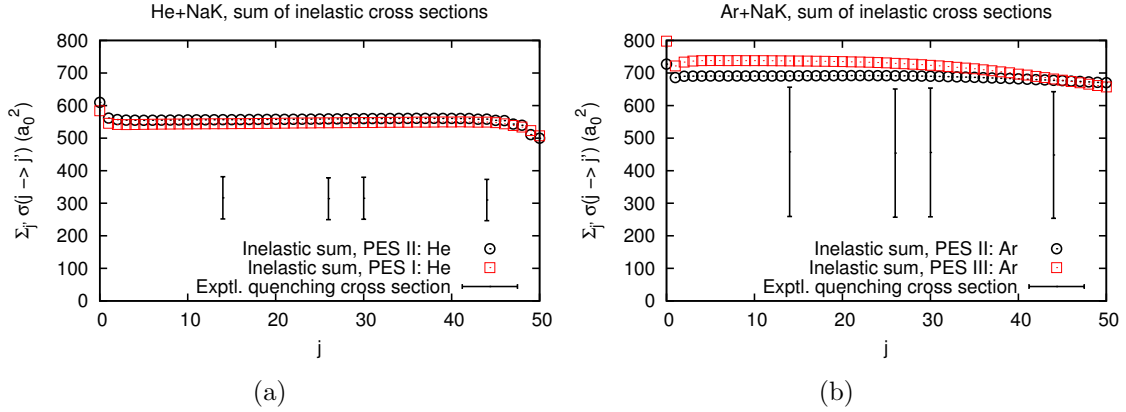 He+NaK, sum of inelastic cross sections
800
700
600
500
400
300
200
100
0
Σj' σ(j –> j') (a0²)
Inelastic sum, PES II: He
Inelastic sum, PES I: He
Exptl. quenching cross section
0 10 20 30 40 50
j
(a)
Ar+NaK, sum of inelastic cross sections
800
700
600
500
400
300
200
100
0
Σj' σ(j –> j') (a0²)
Inelastic sum, PES II: Ar
Inelastic sum, PES III: Ar
Exptl. quenching cross section
0 10 20 30 40 50
j
(b)